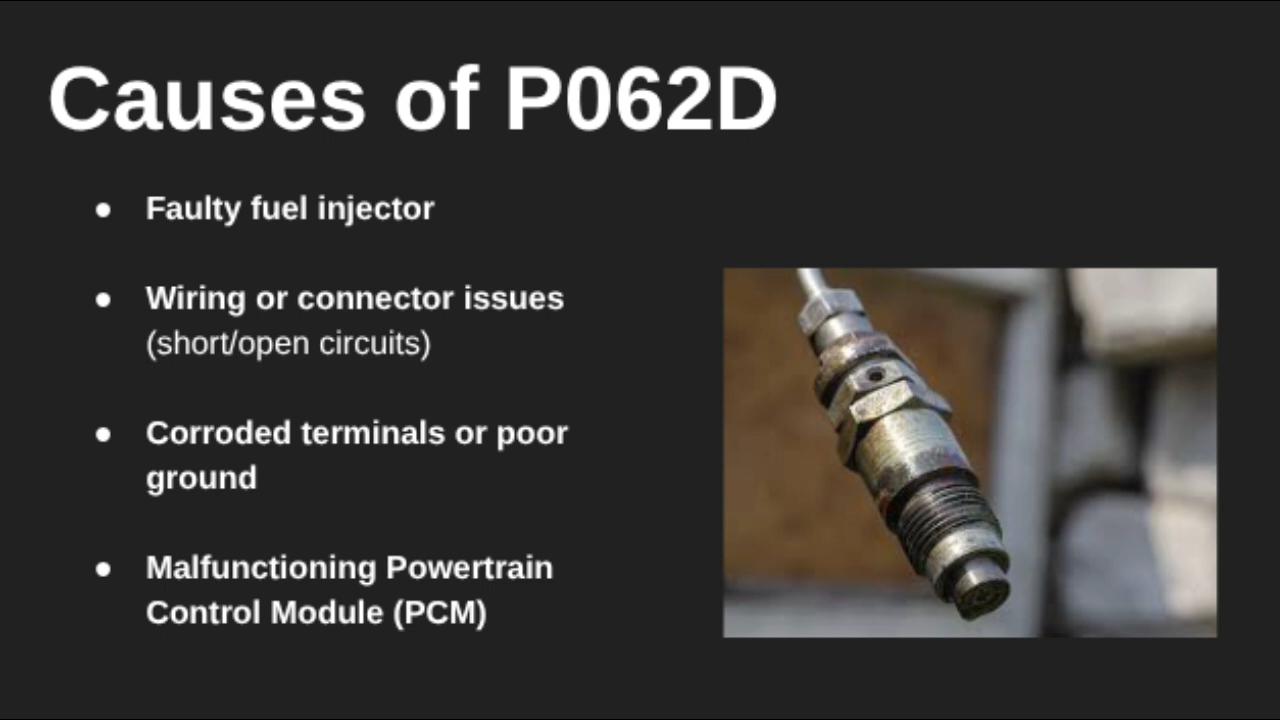 Causes of P062D
● Faulty fuel injector
● Wiring or connector issues
(short/open circuits)
● Corroded terminals or poor
ground
● Malfunctioning Powertrain
Control Module (PCM)